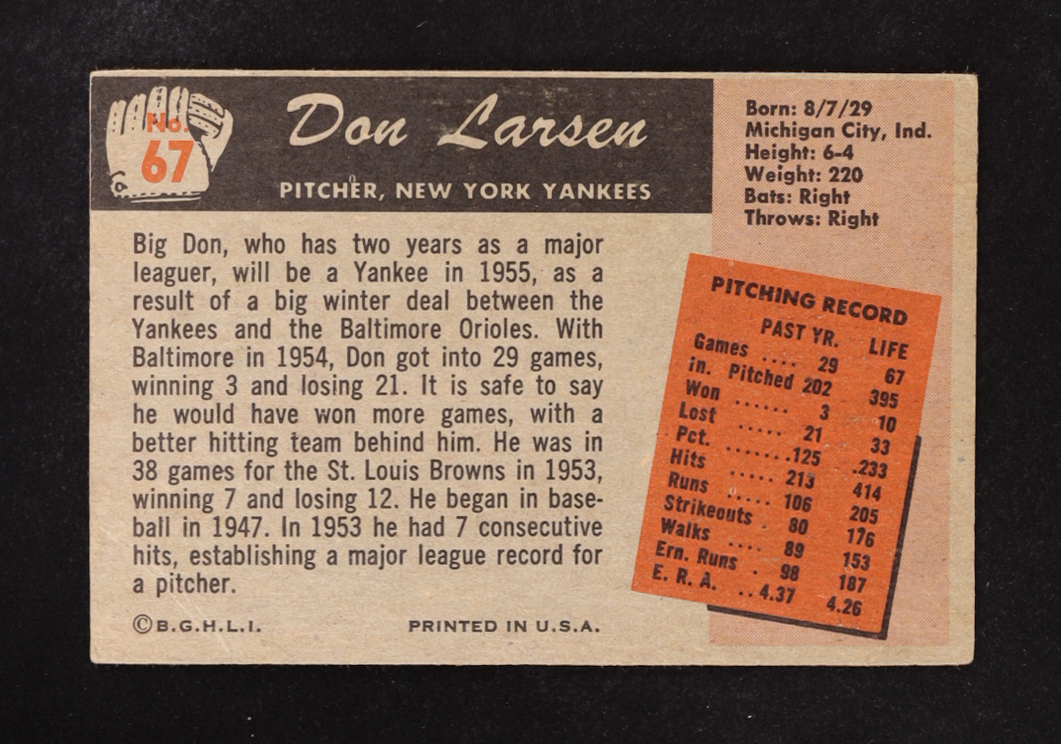 No.
67
Don Larsen
PITCHER, NEW YORK YANKEES
Born: 8/7/29
Michigan City, Ind.
Height: 6-4
Weight: 220
Bats: Right
Throws: Right
Big Don, who has two years as a major
leaguer, will be a Yankee in 1955, as a
result of a big winter deal between the
Yankees and the Baltimore Orioles. With
Baltimore in 1954, Don got into 29 games,
winning 3 and losing 21. It is safe to say
he would have won more games, with a
better hitting team behind him. He was in
38 games for the St. Louis Browns in 1953,
winning 7 and losing 12. He began in base-
ball in 1947. In 1953 he had 7 consecutive
hits, establishing a major league record for
a pitcher.
©B.G.H.L.I.
PRINTED IN U.S.A.
PITCHING RECORD
PAST YR. LIFE
Games .... 29 67
in. Pitched 202 395
Won ...... 3 10
Lost ..... 21 33
Pct. .......125 .233
Hits ..... 213 414
Runs ..... 106 205
Strikeouts . 80 176
Walks .... 89 153
Ern. Runs . 98 187
E. R. A. ..4.37 4.26